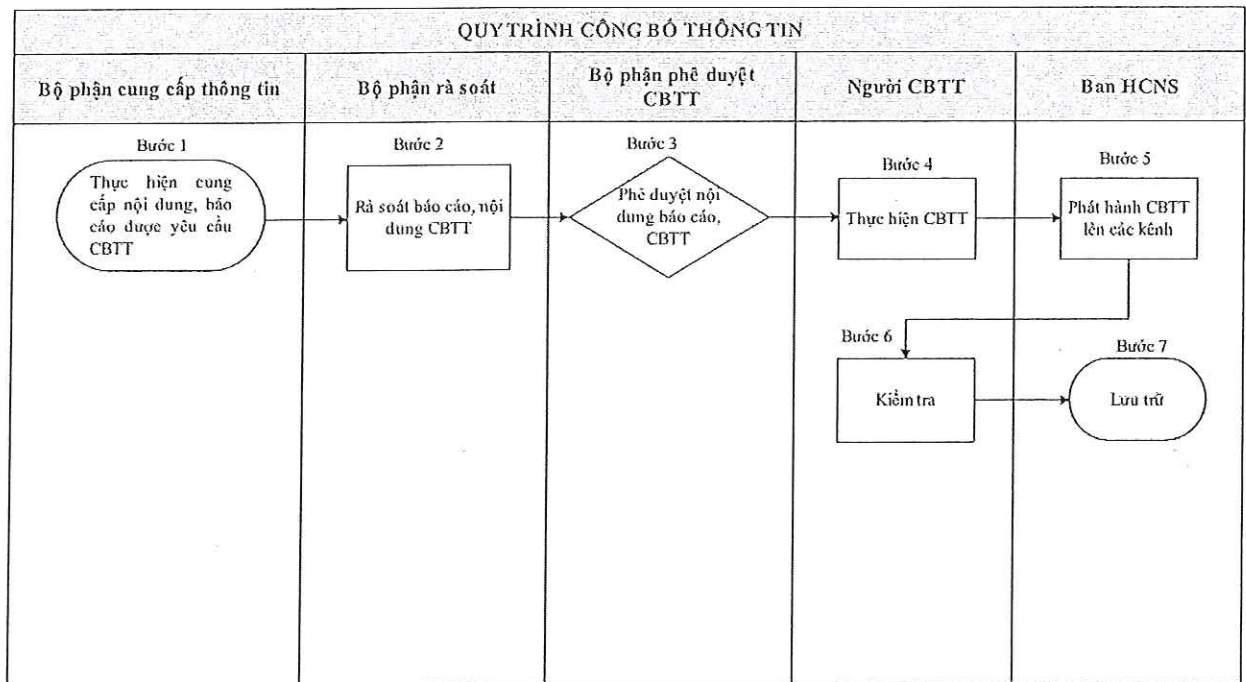 QUY TRÌNH CÔNG BỐ THÔNG TIN
Bộ phận cung cấp thông tin
Bộ phận rà soát
Bộ phận phê duyệt
CBTT
Người CBTT
Ban HCNS
Bước 1
Thực hiện cung
cấp nội dung, báo
cáo được yêu cầu
CBTT
Bước 2
Rà soát báo cáo, nội
dung CBTT
Bước 3
Phê duyệt nội
dung báo cáo,
CBTT
Bước 4
Thực hiện CBTT
Bước 5
Phát hành CBTT
lên các kênh
Bước 6
Kiểm tra
Bước 7
Lưu trữ